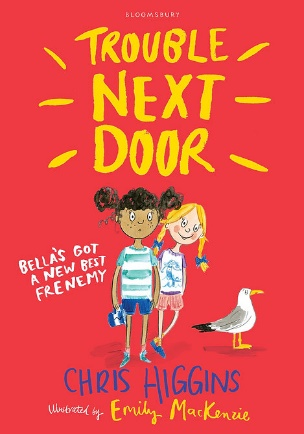 BLOOMSBURY
TROUBLE
NEXT
DOOR
BELLA'S GOT
A NEW BEST
FRENEMY
CHRIS HIGGINS
Illustrated by Emily MacKenzie